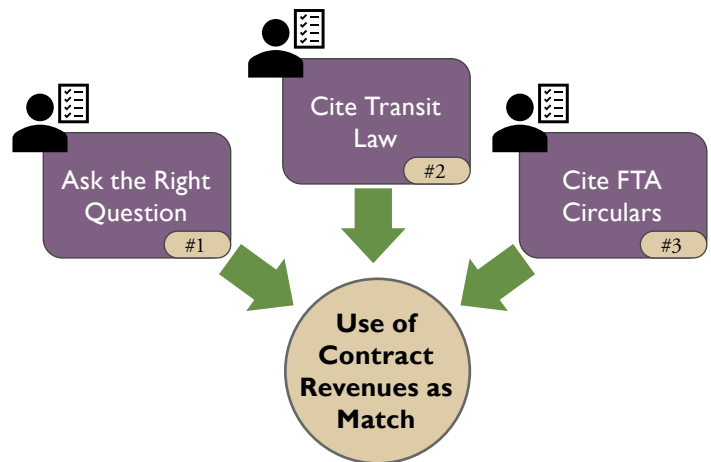 Ask the Right
Question
#1
Cite Transit
Law
#2
Cite FTA
Circulars
#3
Use of
Contract
Revenues as
Match